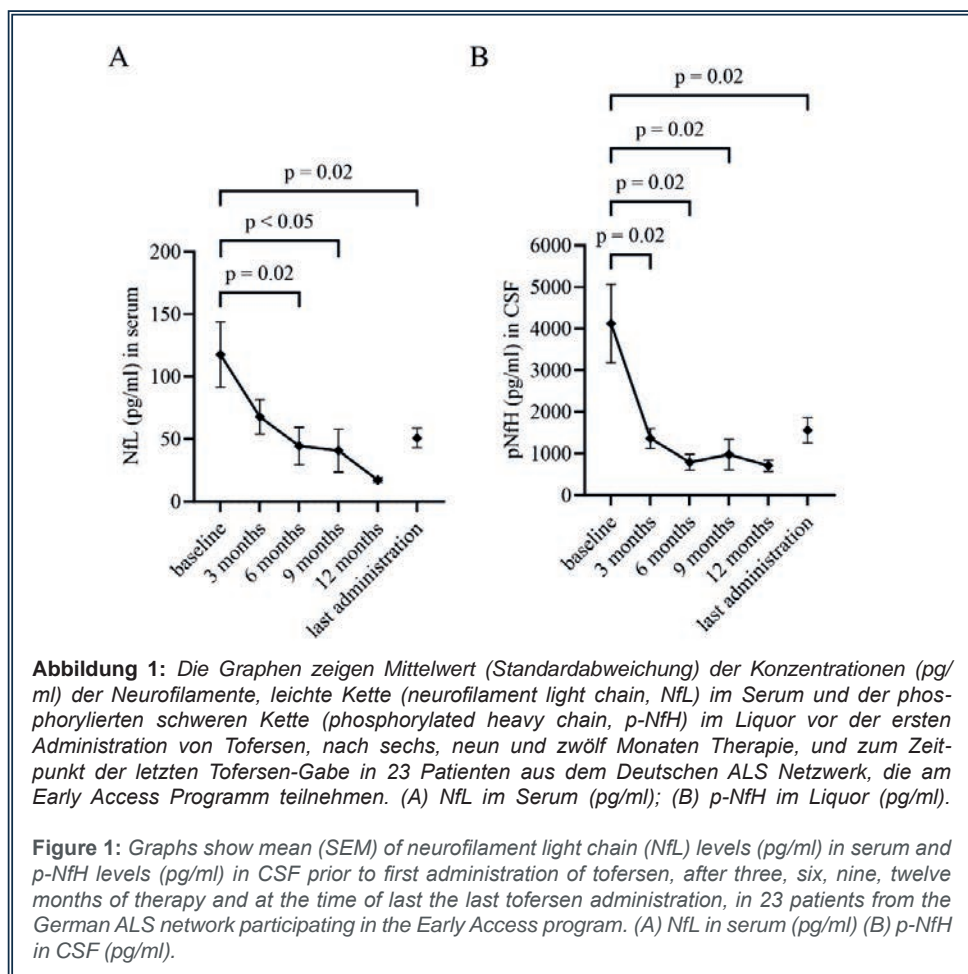 A
B
p = 0.02
p = 0.02
p = 0.02
p = 0.02
p < 0.05
p = 0.02
p = 0.02
200
150
100
50
0
NfL (pg/ml) in serum
baseline
3 months
6 months
9 months
12 months
last administration
6000
5000
4000
3000
2000
1000
0
pNfH (pg/ml) in CSF
baseline
3 months
6 months
9 months
12 months
last administration
Abbildung 1: Die Graphen zeigen Mittelwert (Standardabweichung) der Konzentrationen (pg/
ml) der Neurofilamente, leichte Kette (neurofilament light chain, NfL) im Serum und der phos-
phorylierten schweren Kette (phosphorylated heavy chain, p-NfH) im Liquor vor der ersten
Administration von Tofersen, nach sechs, neun und zwölf Monaten Therapie, und zum Zeit-
punkt der letzten Tofersen-Gabe in 23 Patienten aus dem Deutschen ALS Netzwerk, die am
Early Access Programm teilnehmen. (A) NfL im Serum (pg/ml); (B) p-NfH im Liquor (pg/ml).
Figure 1: Graphs show mean (SEM) of neurofilament light chain (NfL) levels (pg/ml) in serum and
p-NfH levels (pg/ml) in CSF prior to first administration of tofersen, after three, six, nine, twelve
months of therapy and at the time of last the last tofersen administration, in 23 patients from the
German ALS network participating in the Early Access program. (A) NfL in serum (pg/ml) (B) p-NfH
in CSF (pg/ml).